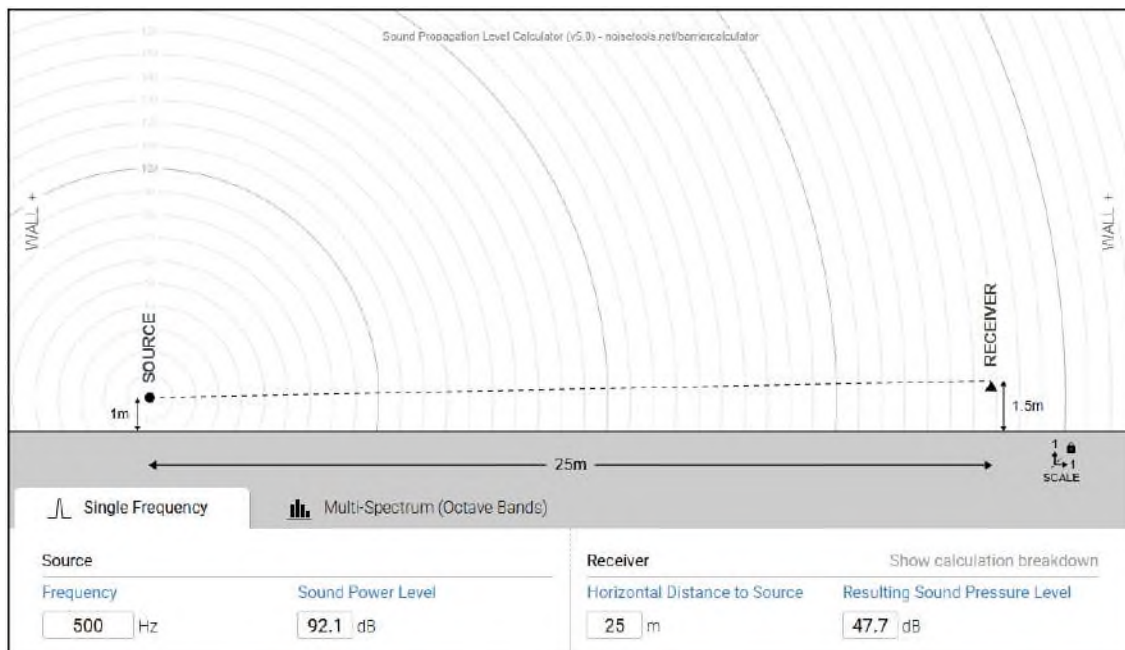 Sound Propagation Level Calculator (v5.0) - noisetools.net/barriercalculator
WALL +
WALL +
SOURCE
RECEIVER
1m
1.5m
25m
1
1
SCALE
Single Frequency
Multi-Spectrum (Octave Bands)
Source
Receiver
Show calculation breakdown
Frequency
Sound Power Level
Horizontal Distance to Source
Resulting Sound Pressure Level
500 Hz
92.1 dB
25 m
47.7 dB